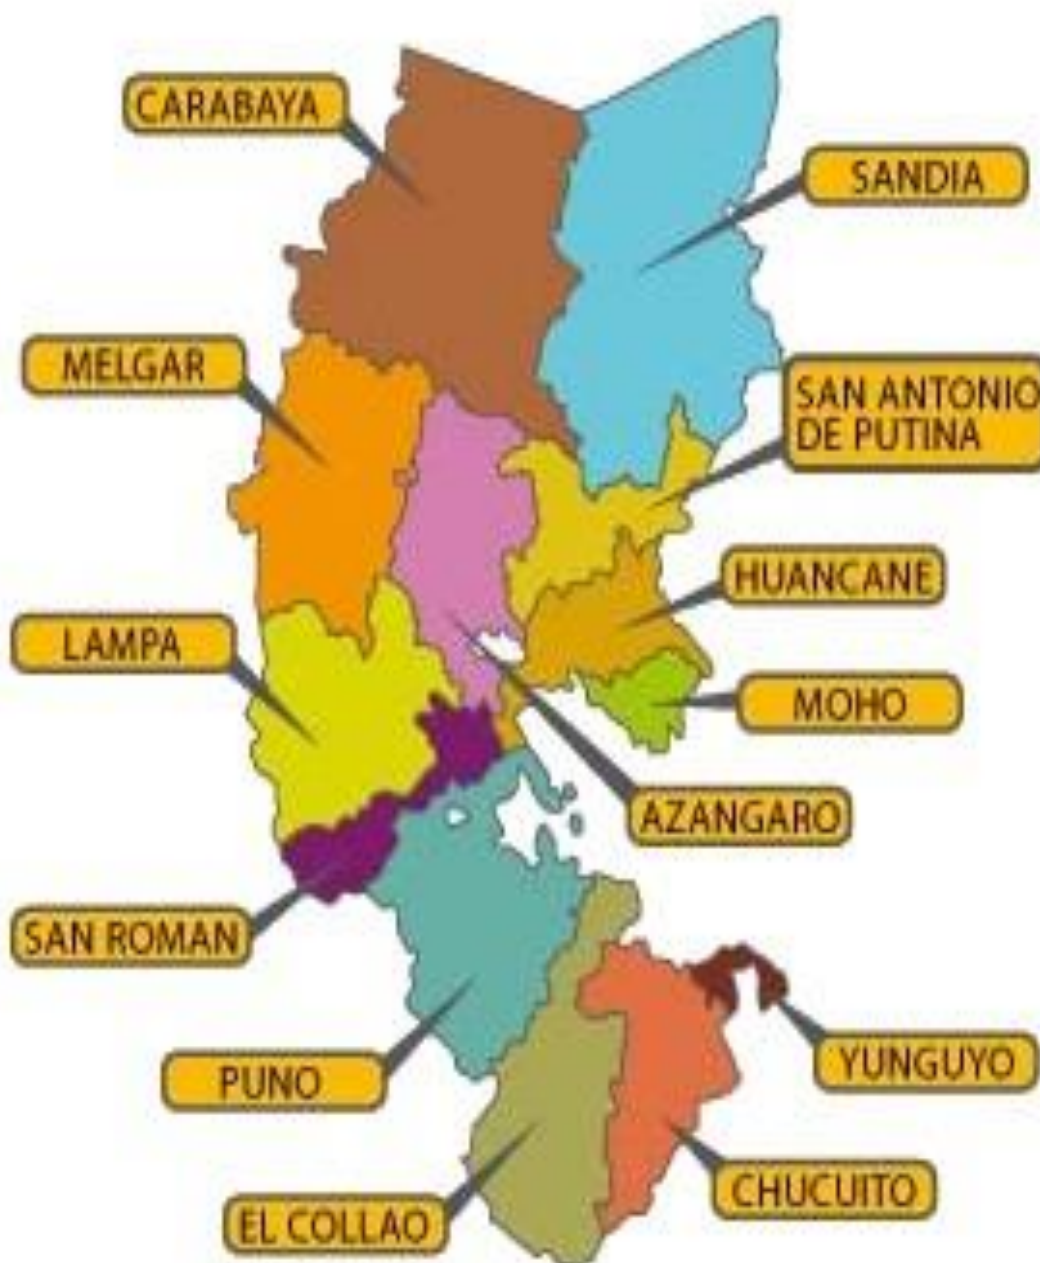 CARABAYA
SANDIA
MELGAR
SAN ANTONIO
DE PUTINA
HUANCANE
LAMPA
MOHO
AZANGARO
SAN ROMAN
YUNGUYO
PUNO
CHUCUITO
EL COLLAO